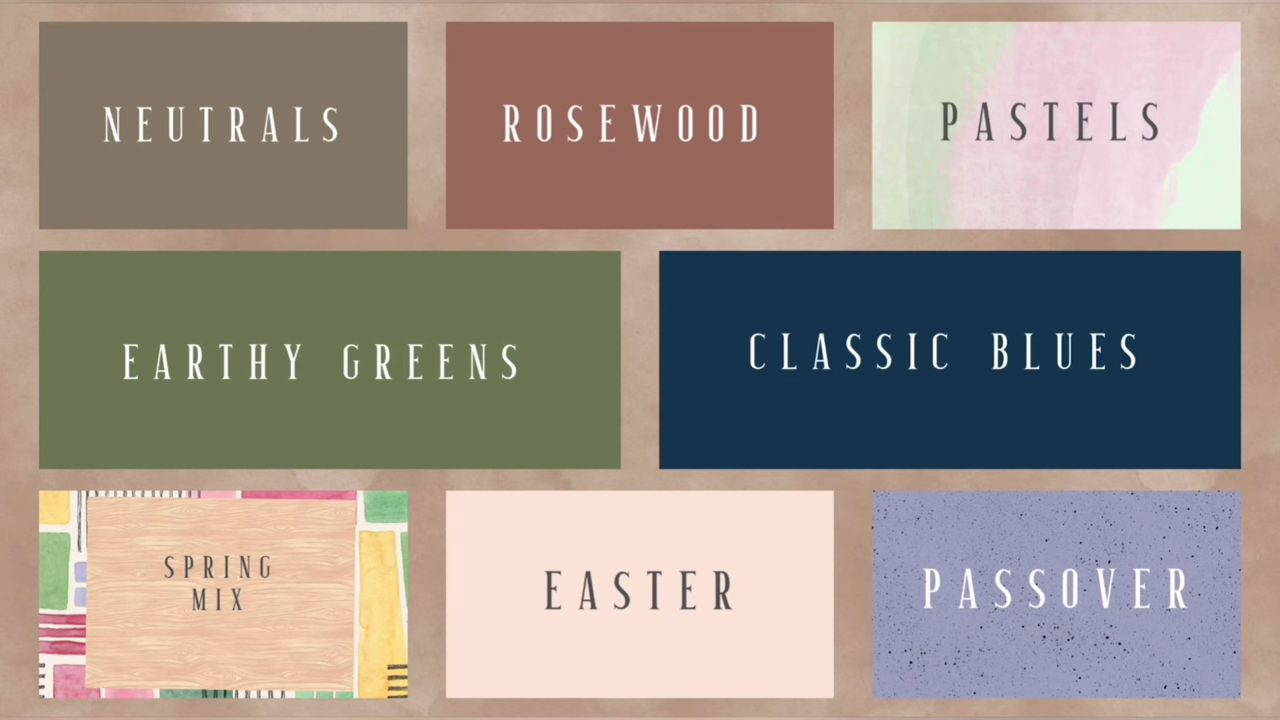 NEUTRALS
ROSEWOOD
PASTELS
EARTHY GREENS
CLASSIC BLUES
SPRING
MIX
EASTER
PASSOVER